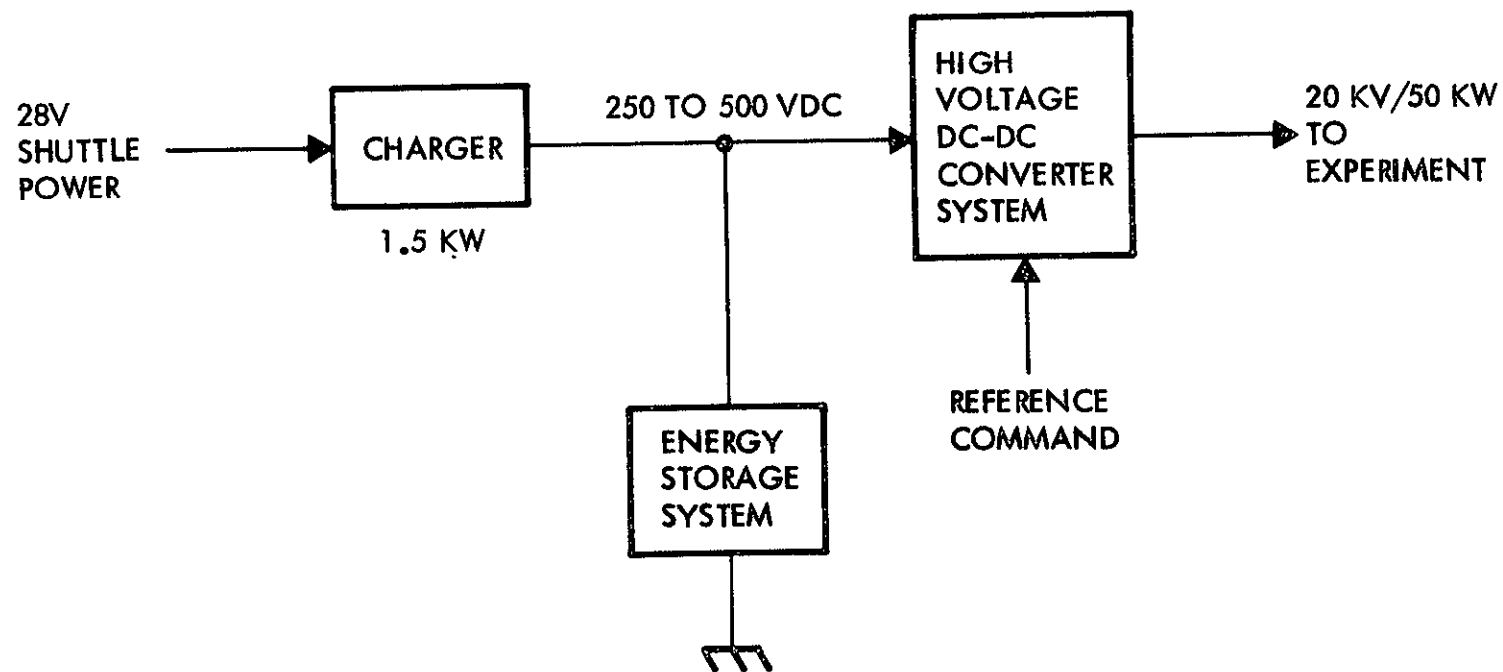 28V
SHUTTLE
POWER
CHARGER
1.5 KW
250 TO 500 VDC
HIGH
VOLTAGE
DC-DC
CONVERTER
SYSTEM
20 KV/50 KW
TO
EXPERIMENT
REFERENCE
COMMAND
ENERGY
STORAGE
SYSTEM